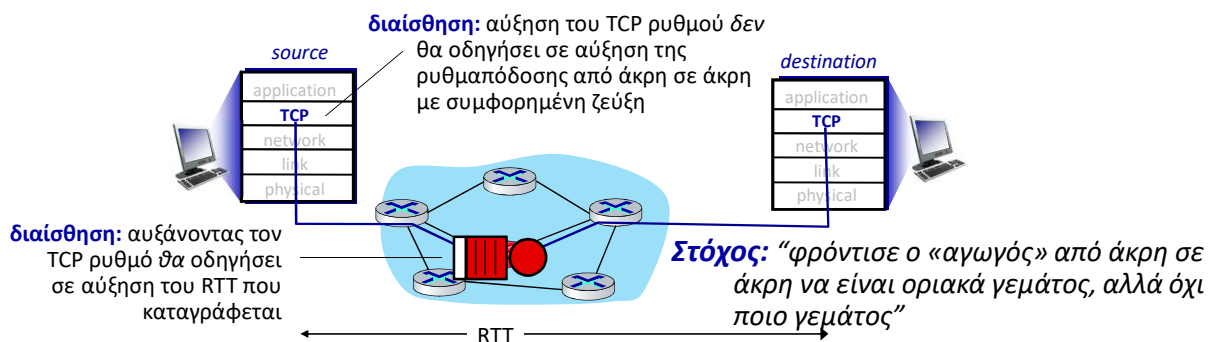 διαίσθηση: αύξηση του TCP ρυθμού δεν
θα οδηγήσει σε αύξηση της
ρυθμαπόδοσης από άκρη σε άκρη
με συμφορημένη ζεύξη
source
application
TCP
network
link
physical
destination
application
TCP
network
link
physical
διαίσθηση: αυξάνοντας τον
TCP ρυθμό θα οδηγήσει
σε αύξηση του RTT που
καταγράφεται
Στόχος: “φρόντισε ο «αγωγός» από άκρη σε
άκρη να είναι οριακά γεμάτος, αλλά όχι
ποιο γεμάτος”
RTT